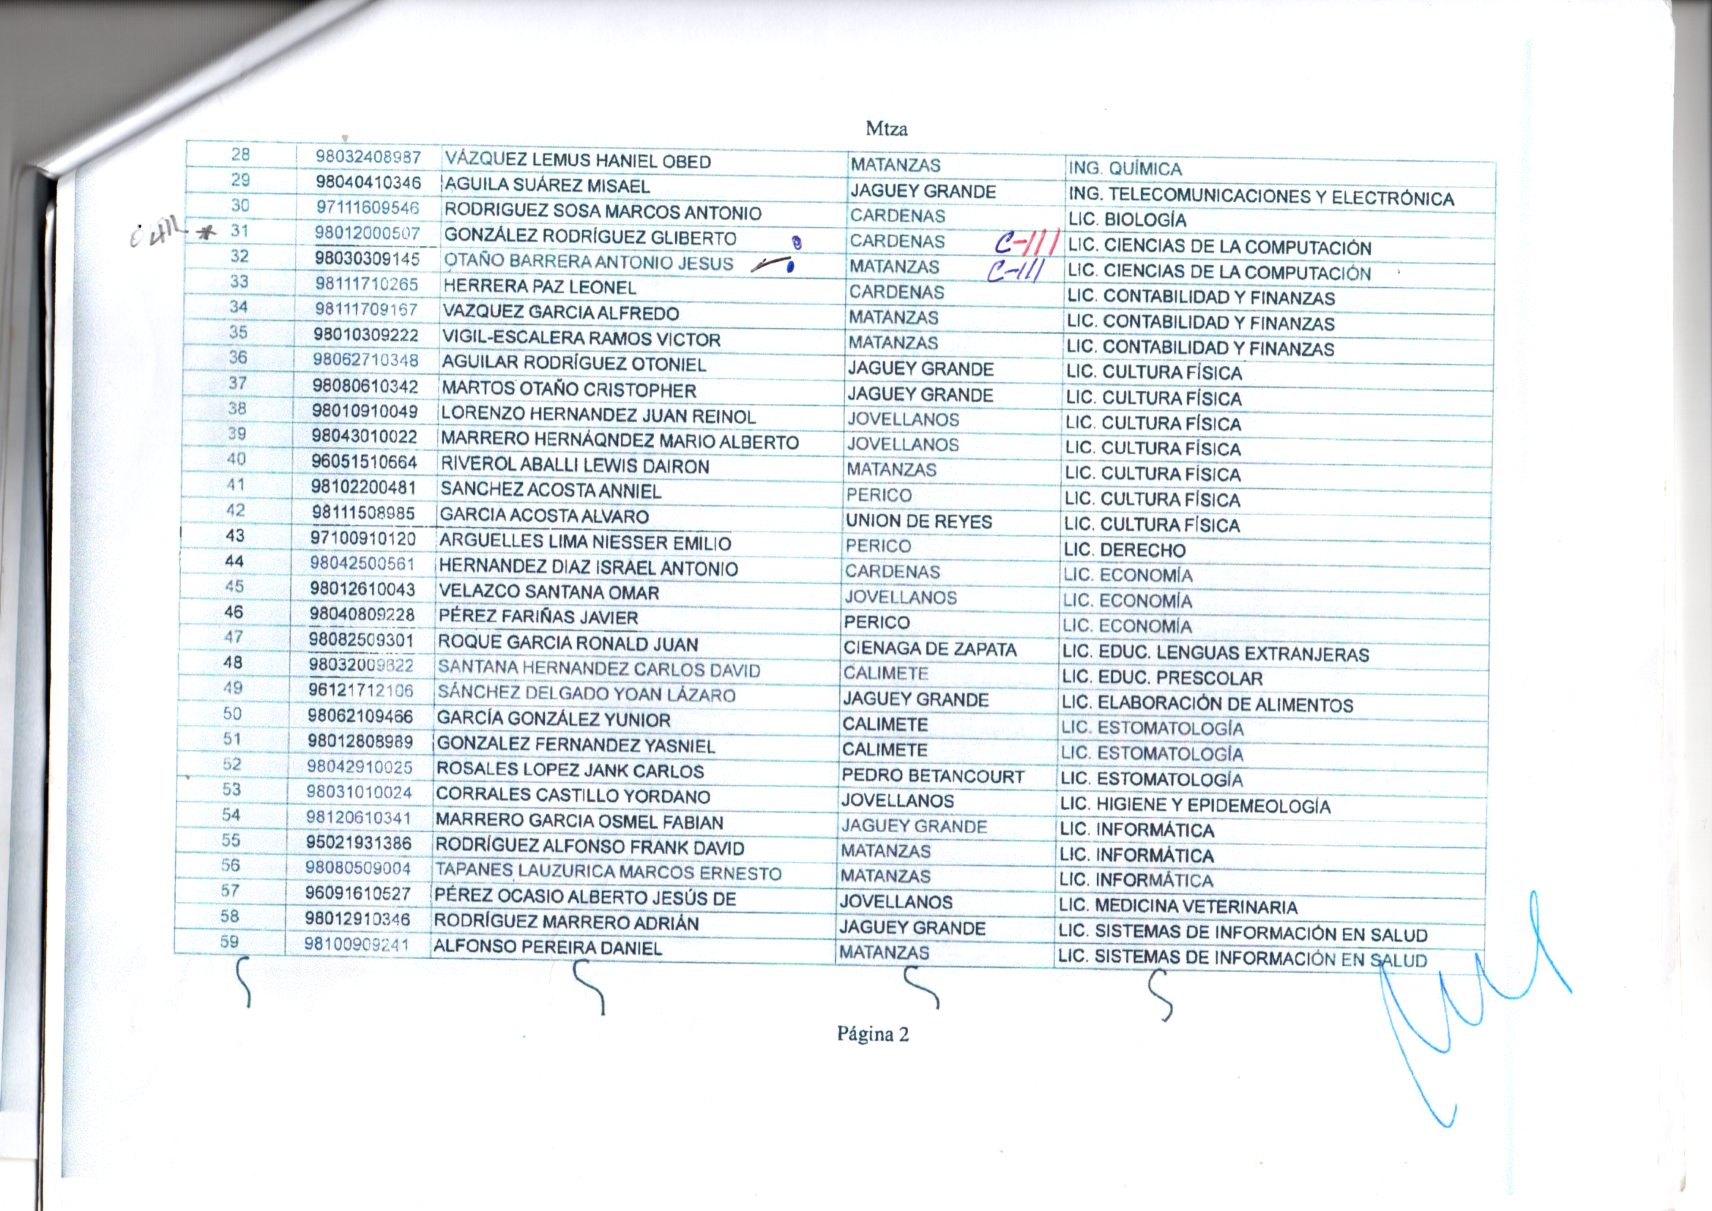 Mtza
28 98032408987 VÁZQUEZ LEMUS HANIEL OBED MATANZAS ING. QUÍMICA
29 98040410346 AGUILA SUÁREZ MISAEL JAGUEY GRANDE ING. TELECOMUNICACIONES Y ELECTRÓNICA
30 97111609546 RODRIGUEZ SOSA MARCOS ANTONIO CARDENAS LIC. BIOLOGÍA
* 31 98012000507 GONZÁLEZ RODRÍGUEZ GLIBERTO CARDENAS C-III LIC. CIENCIAS DE LA COMPUTACIÓN
32 98030309145 OTAÑO BARRERA ANTONIO JESUS MATANZAS C-III LIC. CIENCIAS DE LA COMPUTACIÓN
33 98111710265 HERRERA PAZ LEONEL CARDENAS LIC. CONTABILIDAD Y FINANZAS
34 98111709167 VAZQUEZ GARCIA ALFREDO MATANZAS LIC. CONTABILIDAD Y FINANZAS
35 98010309222 VIGIL-ESCALERA RAMOS VICTOR MATANZAS LIC. CONTABILIDAD Y FINANZAS
36 98062710348 AGUILAR RODRÍGUEZ OTONIEL JAGUEY GRANDE LIC. CULTURA FÍSICA
37 98080610342 MARTOS OTAÑO CRISTOPHER JAGUEY GRANDE LIC. CULTURA FÍSICA
38 98010910049 LORENZO HERNANDEZ JUAN REINOL JOVELLANOS LIC. CULTURA FÍSICA
39 98043010022 MARRERO HERNÁQNDEZ MARIO ALBERTO JOVELLANOS LIC. CULTURA FÍSICA
40 96051510664 RIVEROL ABALLI LEWIS DAIRON MATANZAS LIC. CULTURA FÍSICA
41 98102200481 SANCHEZ ACOSTA ANNIEL PERICO LIC. CULTURA FÍSICA
42 98111508985 GARCIA ACOSTA ALVARO UNION DE REYES LIC. CULTURA FÍSICA
43 97100910120 ARGUELLES LIMA NIESSER EMILIO PERICO LIC. DERECHO
44 98042500561 HERNANDEZ DIAZ ISRAEL ANTONIO CARDENAS LIC. ECONOMÍA
45 98012610043 VELAZCO SANTANA OMAR JOVELLANOS LIC. ECONOMÍA
46 98040809228 PÉREZ FARIÑAS JAVIER PERICO LIC. ECONOMÍA
47 98082509301 ROQUE GARCIA RONALD JUAN CIENAGA DE ZAPATA LIC. EDUC. LENGUAS EXTRANJERAS
48 98032009822 SANTANA HERNANDEZ CARLOS DAVID CALIMETE LIC. EDUC. PRESCOLAR
49 96121712106 SÁNCHEZ DELGADO YOAN LÁZARO JAGUEY GRANDE LIC. ELABORACIÓN DE ALIMENTOS
50 98062109466 GARCÍA GONZÁLEZ YUNIOR CALIMETE LIC. ESTOMATOLOGÍA
51 98012808989 GONZALEZ FERNANDEZ YASNIEL CALIMETE LIC. ESTOMATOLOGÍA
52 98042910025 ROSALES LOPEZ JANK CARLOS PEDRO BETANCOURT LIC. ESTOMATOLOGÍA
53 98031010024 CORRALES CASTILLO YORDANO JOVELLANOS LIC. HIGIENE Y EPIDEMEOLOGÍA
54 98120610341 MARRERO GARCIA OSMEL FABIAN JAGUEY GRANDE LIC. INFORMÁTICA
55 95021931386 RODRÍGUEZ ALFONSO FRANK DAVID MATANZAS LIC. INFORMÁTICA
56 98080509004 TAPANES LAUZURICA MARCOS ERNESTO MATANZAS LIC. INFORMÁTICA
57 96091610527 PÉREZ OCASIO ALBERTO JESÚS DE JOVELLANOS LIC. MEDICINA VETERINARIA
58 98012910346 RODRÍGUEZ MARRERO ADRIÁN JAGUEY GRANDE LIC. SISTEMAS DE INFORMACIÓN EN SALUD
59 98100909241 ALFONSO PEREIRA DANIEL MATANZAS LIC. SISTEMAS DE INFORMACIÓN EN SALUD
Página 2